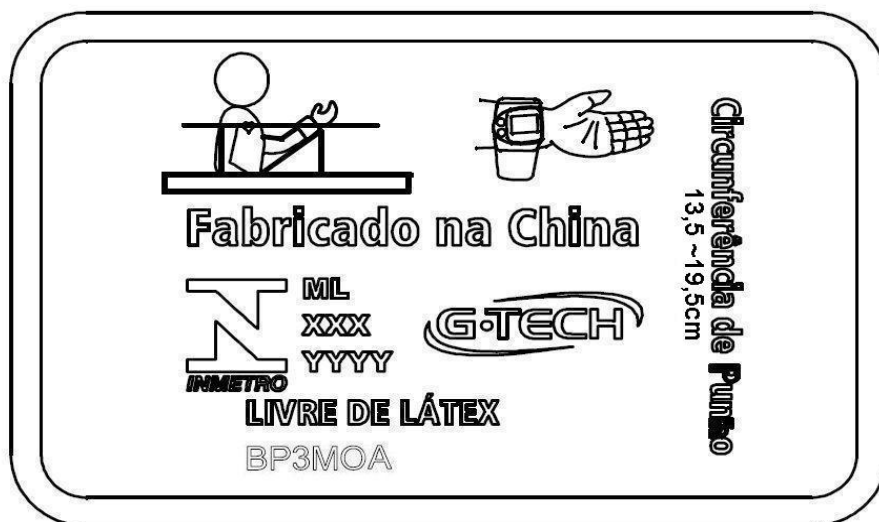 Fabricado na China
INMETRO
ML
XXX
YYYY
G·TECH
LIVRE DE LÁTEX
BP3MOA
Circunferência de Punho
13,5 ~19,5cm